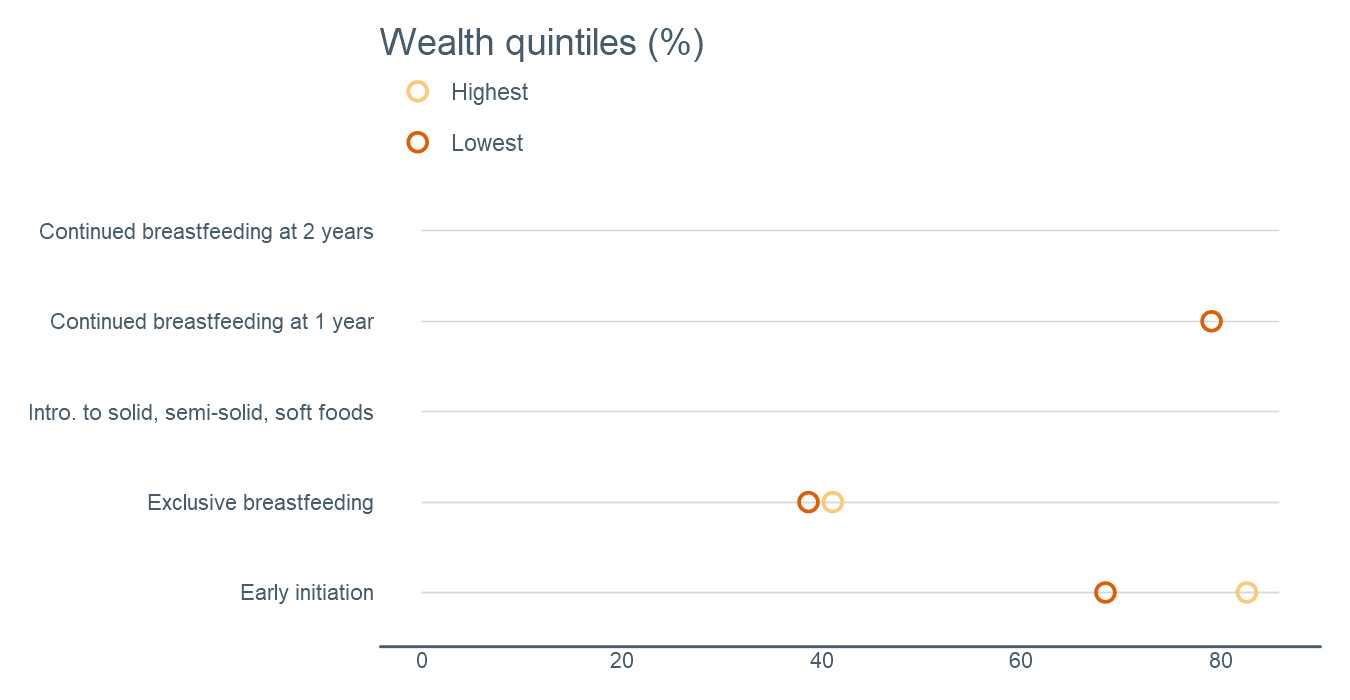 Wealth quintiles (%)
Highest
Lowest
Continued breastfeeding at 2 years
Continued breastfeeding at 1 year
Intro. to solid, semi-solid, soft foods
Exclusive breastfeeding
Early initiation
0 20 40 60 80